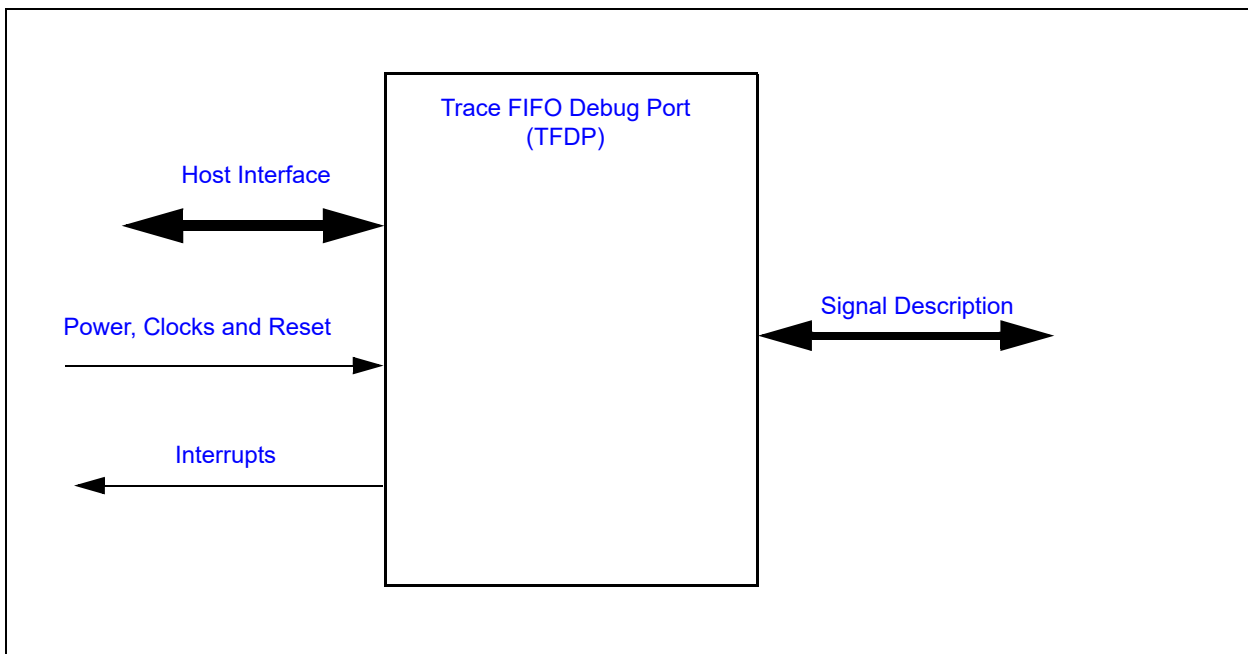 Trace FIFO Debug Port
(TFDP)
Host Interface
Signal Description
Power, Clocks and Reset
Interrupts